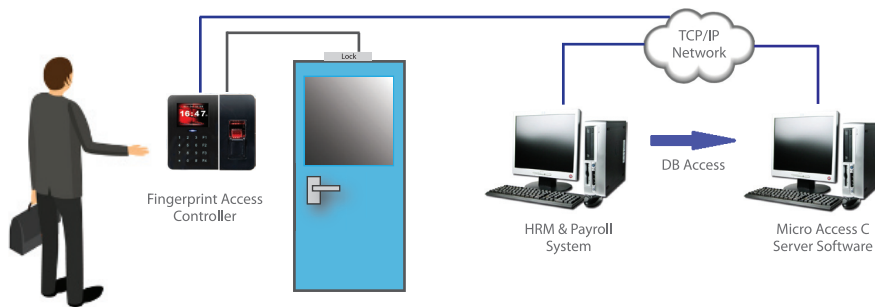 TCP/IP
Network
Lock
16:47
Fingerprint Access
Controller
DB Access
HRM & Payroll
System
Micro Access C
Server Software